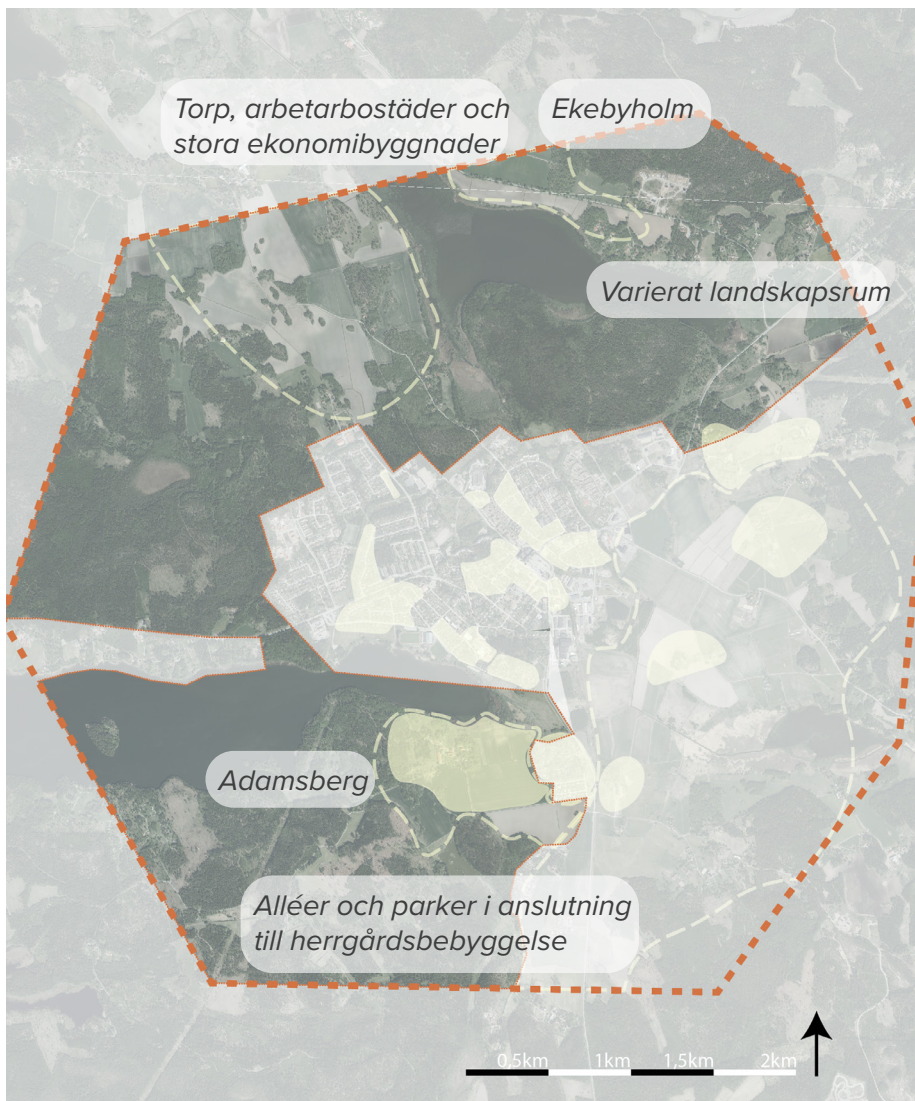 Torp, arbetarbostäder och
stora ekonomibyggnader
Ekebyholm
Varierat landskapsrum
Adamsberg
Alléer och parker i anslutning
till herrgårdsbebyggelse
0,5km 1km 1,5km 2km